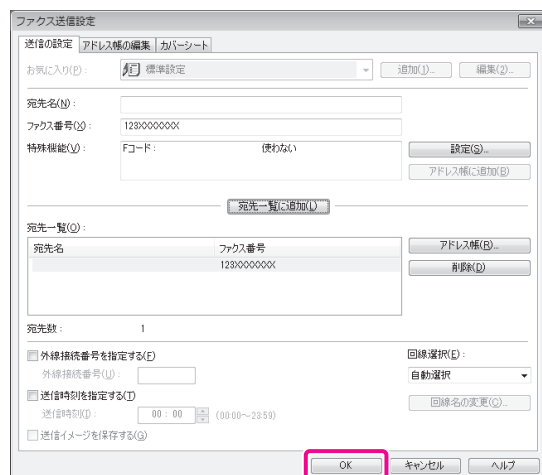 ファクス送信設定
送信の設定 アドレス帳の編集 カバーシート
お気に入り(P): 標準設定 追加(1)... 編集(2)...
宛先名(N):
ファクス番号(X): 123XXXXXXX
特殊機能(V): Fコード: 使わない 設定(S)...
アドレス帳に追加(B)
宛先一覧に追加(L)
宛先一覧(O):
宛先名 ファクス番号 アドレス帳(R)...
123XXXXXXX 削除(D)
宛先数: 1
外線接続番号を指定する(F) 回線選択(E):
外線接続番号(U): 自動選択
送信時刻を指定する(T) 回線名の変更(C)...
送信時刻(I): 00:00 (00:00～23:59)
送信イメージを保存する(G)
OK キャンセル ヘルプ